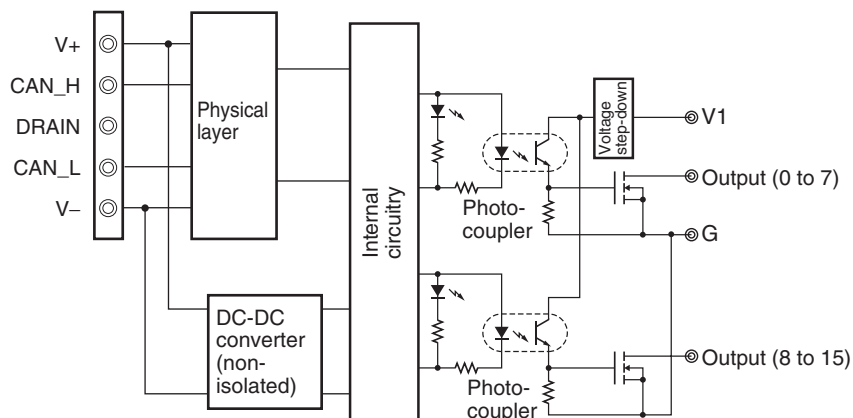 V+
CAN_H
DRAIN
CAN_L
V–
Physical
layer
DC-DC
converter
(non-
isolated)
Internal
circuitry
Photo-
coupler
Voltage
step-down
V1
Output (0 to 7)
G
Photo-
coupler
Output (8 to 15)